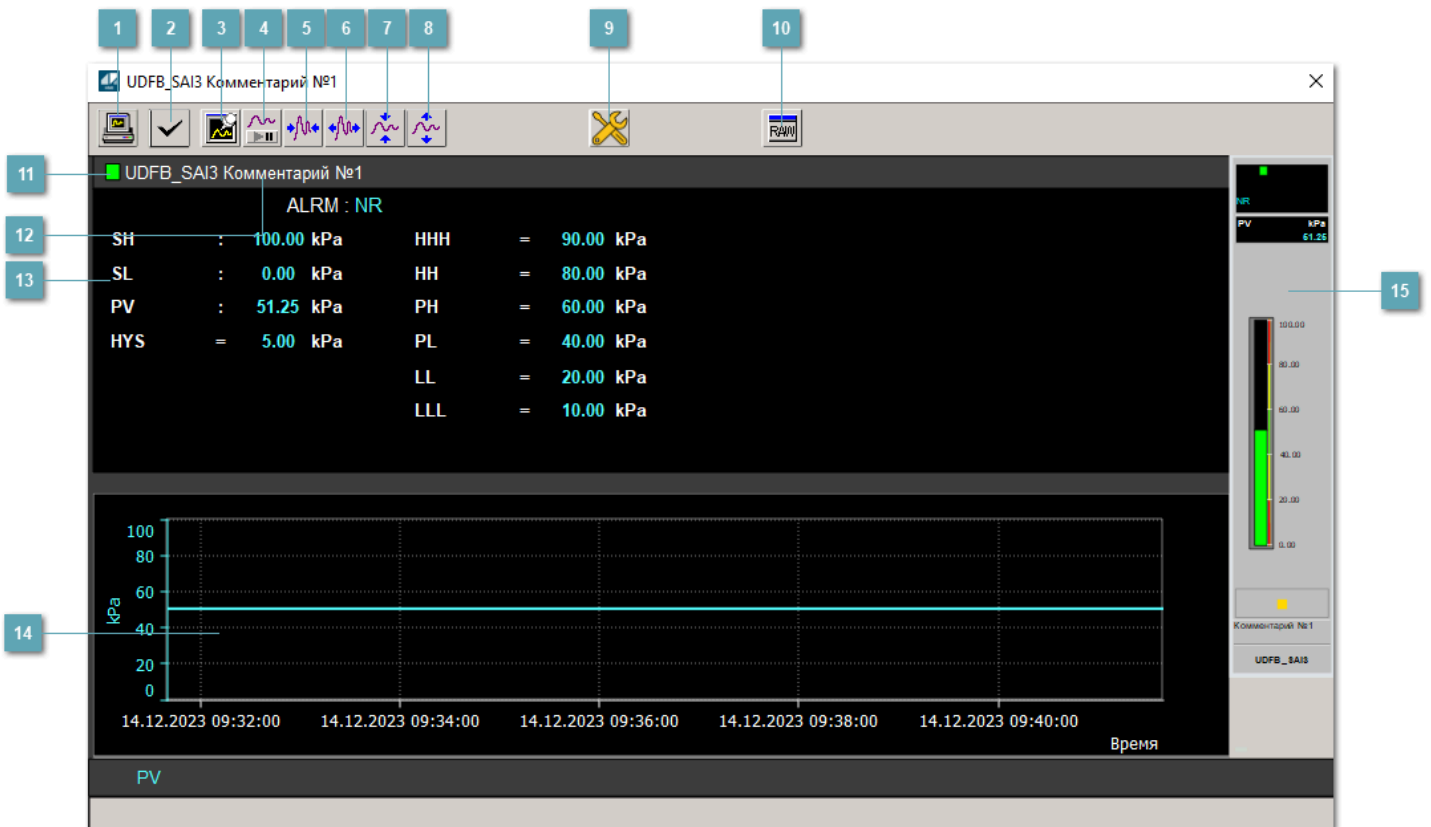 1 2 3 4 5 6 7 8 9 10
UDFB_SAI3 Комментарий №1
RAW
11
UDFB_SAI3 Комментарий №1
ALRM : NR
12
SH : 100.00 kPa HHH = 90.00 kPa
13
SL : 0.00 kPa HH = 80.00 kPa
PV : 51.25 kPa PH = 60.00 kPa
HYS = 5.00 kPa PL = 40.00 kPa
LL = 20.00 kPa
LLL = 10.00 kPa
14
kPa
100
80
60
40
20
0
14.12.2023 09:32:00 14.12.2023 09:34:00 14.12.2023 09:36:00 14.12.2023 09:38:00 14.12.2023 09:40:00
Время
PV
NR
PV kPa
51.25
15
100.00
80.00
60.00
40.00
20.00
0.00
Комментарий №1
UDFB_SAI3